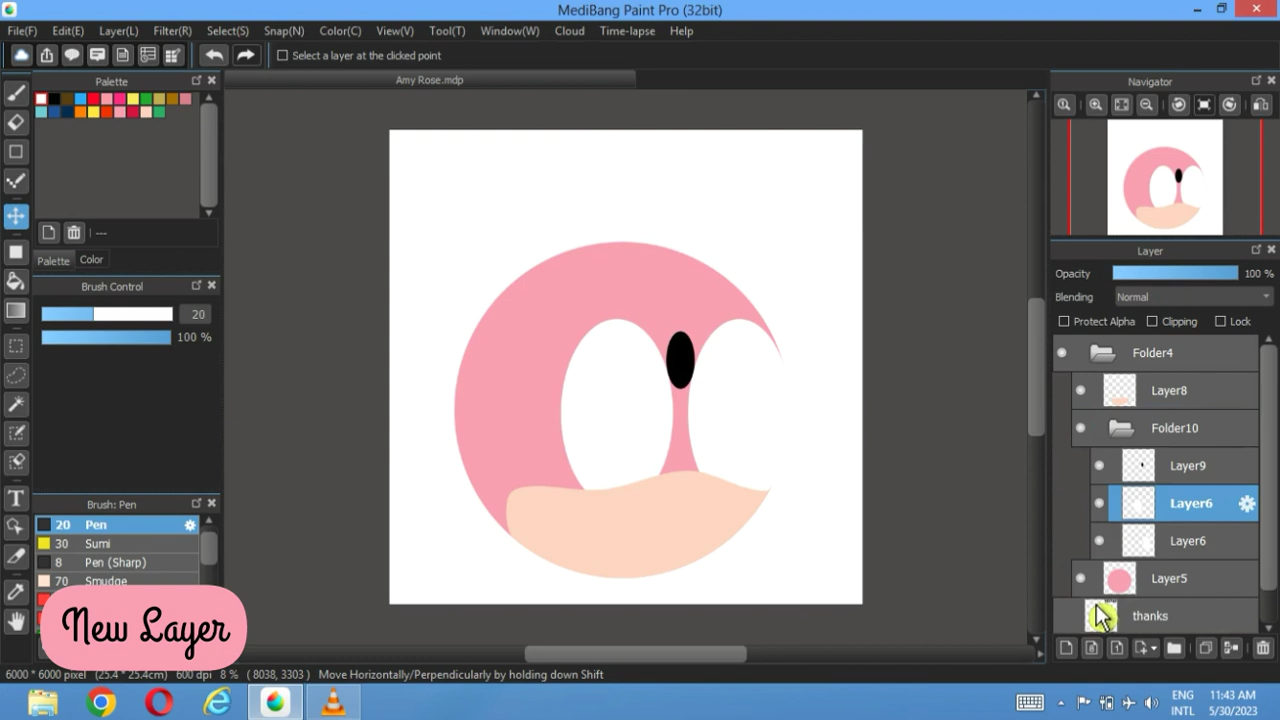 MediBang Paint Pro (32bit)
File(F) Edit(E) Layer(L) Filter(R) Select(S) Snap(N) Color(C) View(V) Tool(T) Window(W) Cloud Time-lapse Help
Select a layer at the clicked point
Palette
Amy Rose.mdp
Navigator
---
Palette Color
Brush Control
20
100 %
Layer
Opacity 100 %
Blending Normal
Protect Alpha Clipping Lock
Folder4
Layer8
Folder10
Layer9
Layer6
Layer6
Layer5
thanks
Brush: Pen
20 Pen
30 Sumi
8 Pen (Sharp)
70 Smudge
New Layer
6000 * 6000 pixel (25.4 * 25.4cm) 600 dpi 8 % ( 8038, 3303 ) Move Horizontally/Perpendicularly by holding down Shift
ENG
INTL
11:43 AM
5/30/2023